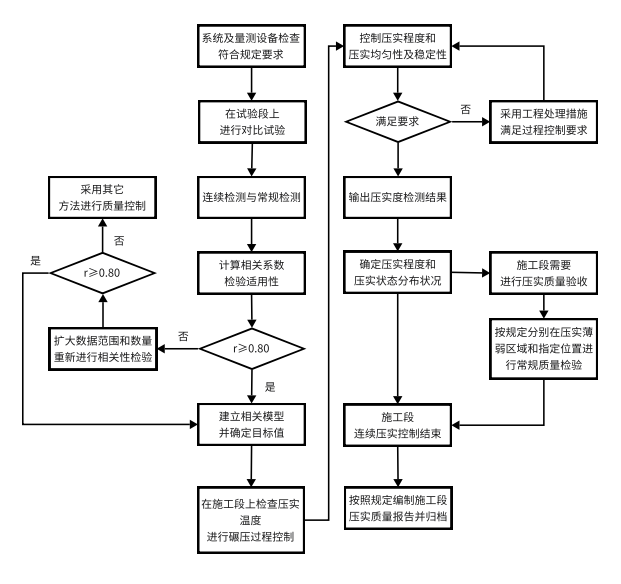 系统及量测设备检查
符合规定要求
在试验段上
进行对比试验
连续检测与常规检测
计算相关系数
检验适用性
r≥0.80
否
扩大数据范围和数量
重新进行相关性检验
r≥0.80
否
采用其它
方法进行质量控制
是
是
建立相关模型
并确定目标值
在施工段上检查压实
温度
进行碾压过程控制
控制压实程度和
压实均匀性及稳定性
满足要求
否
采用工程处理措施
满足过程控制要求
输出压实度检测结果
确定压实程度和
压实状态分布状况
施工段需要
进行压实质量验收
按规定分别在压实薄
弱区域和指定位置进
行常规质量检验
施工段
连续压实控制结束
按照规定编制施工段
压实质量报告并归档